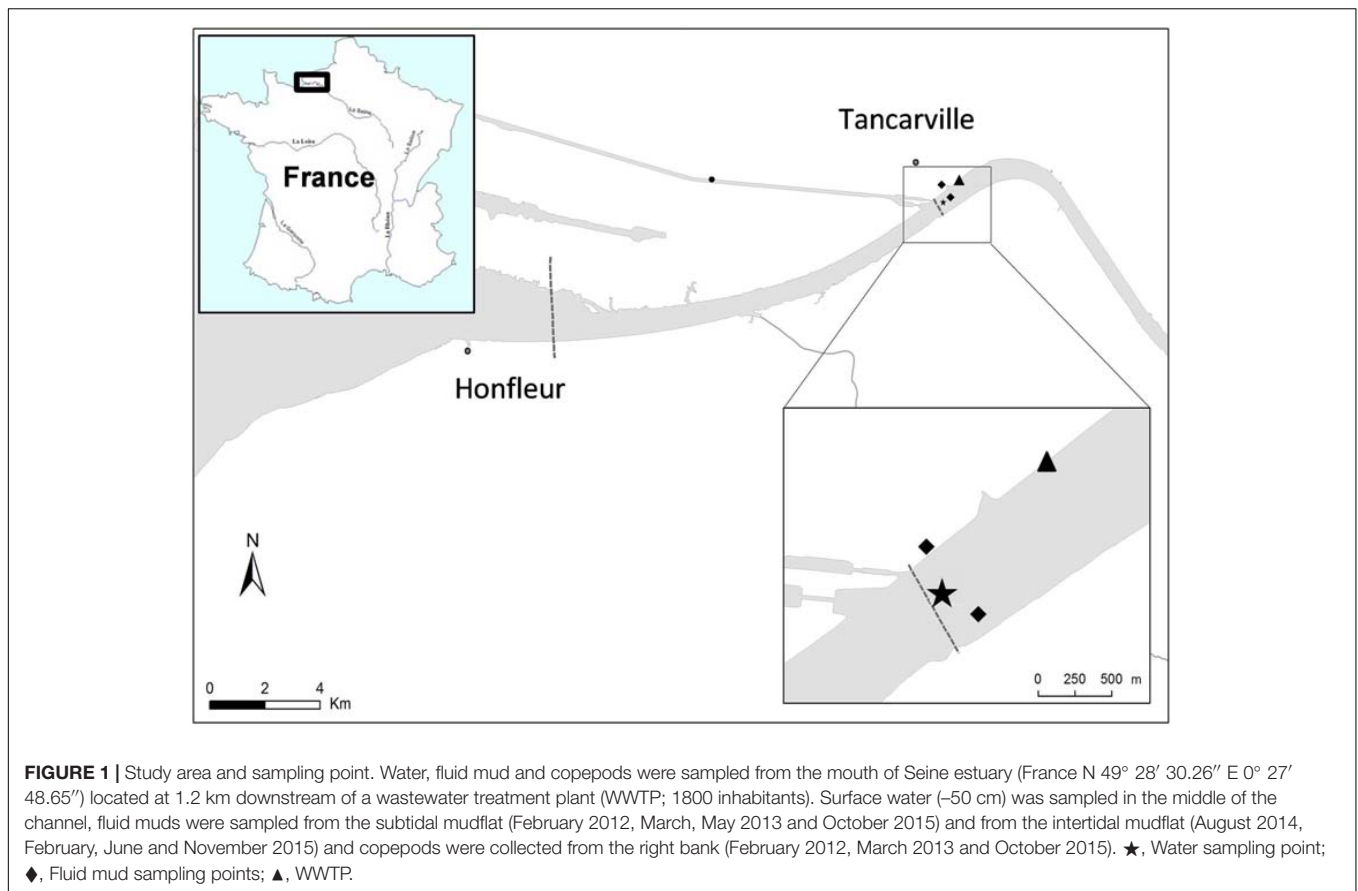 France
La Seine
La Loire
La Garonne
Le Rhône
Tancarville
Honfleur
N
0 2 4
Km
0 250 500 m
FIGURE 1 | Study area and sampling point. Water, fluid mud and copepods were sampled from the mouth of Seine estuary (France N 49° 28′ 30.26″ E 0° 27′
48.65″) located at 1.2 km downstream of a wastewater treatment plant (WWTP; 1800 inhabitants). Surface water (–50 cm) was sampled in the middle of the
channel, fluid muds were sampled from the subtidal mudflat (February 2012, March, May 2013 and October 2015) and from the intertidal mudflat (August 2014,
February, June and November 2015) and copepods were collected from the right bank (February 2012, March 2013 and October 2015). ★, Water sampling point;
♦, Fluid mud sampling points; ▲, WWTP.